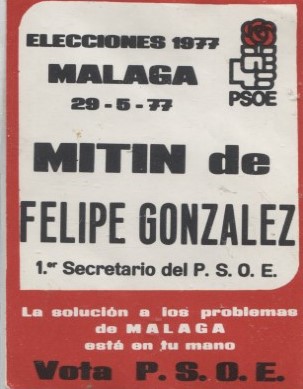 ELECCIONES 1977
MALAGA
29-5-77
PSOE
MITIN de
FELIPE GONZALEZ
1.er Secretario del P. S. O. E.
La solución a los problemas
de MALAGA
está en tu mano
Vota P. S. O. E.